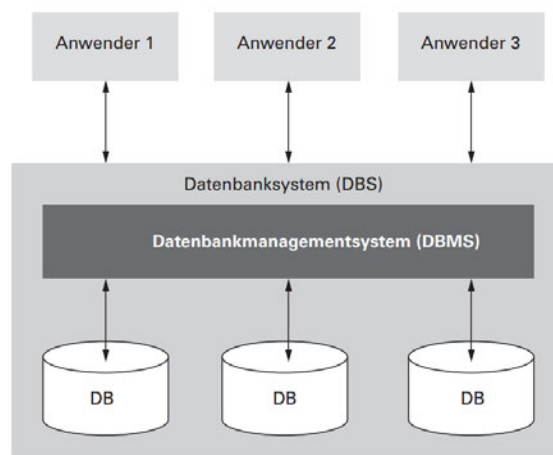 Anwender 1
Anwender 2
Anwender 3
Datenbanksystem (DBS)
Datenbankmanagementsystem (DBMS)
DB
DB
DB